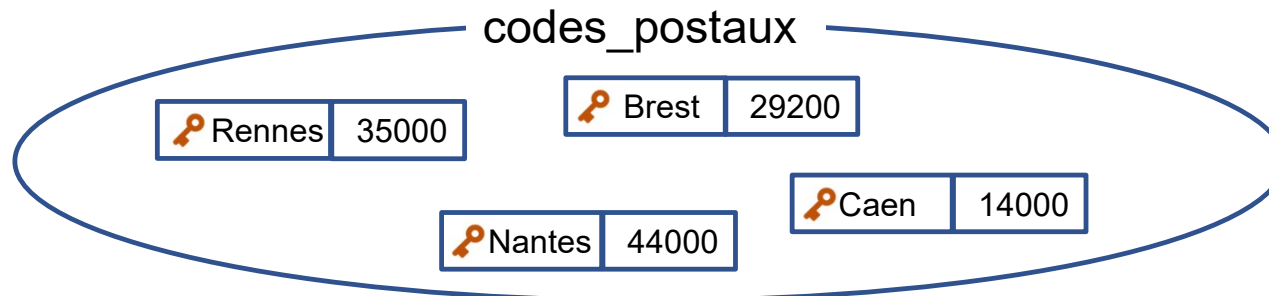 codes_postaux
Rennes 35000
Brest 29200
Caen 14000
Nantes 44000